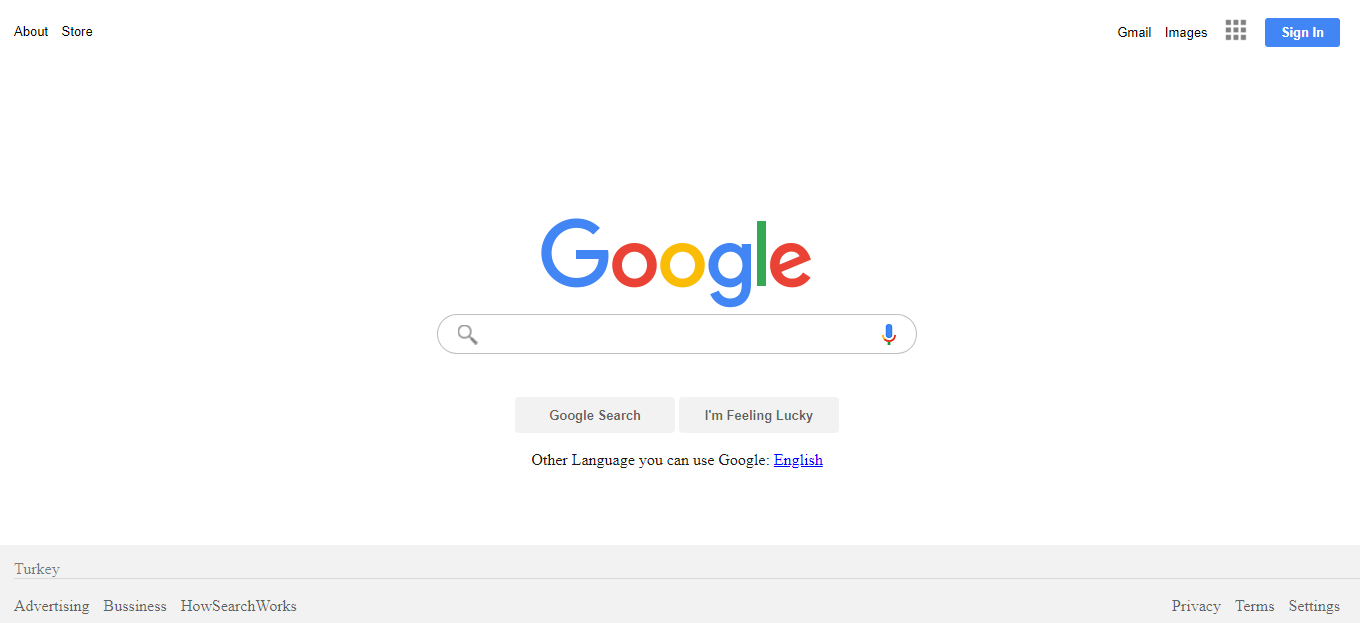 About Store
Gmail Images Sign In
Google
Google Search I'm Feeling Lucky
Other Language you can use Google: English
Turkey
Advertising Bussiness HowSearchWorks
Privacy Terms Settings